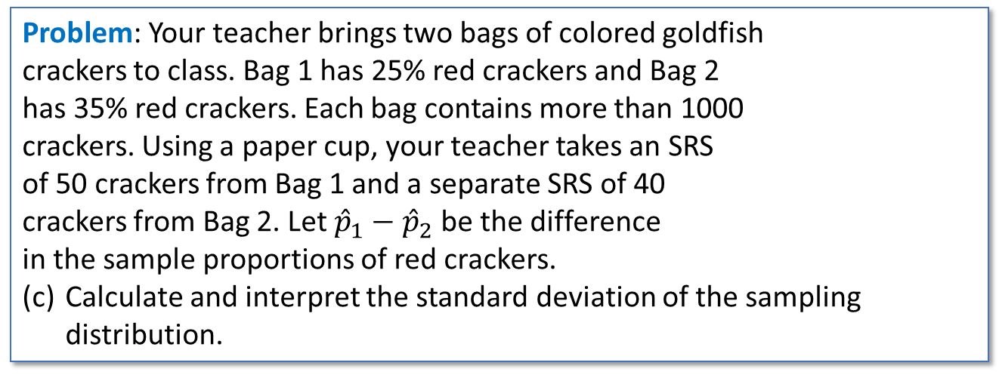 Problem: Your teacher brings two bags of colored goldfish
crackers to class. Bag 1 has 25% red crackers and Bag 2
has 35% red crackers. Each bag contains more than 1000
crackers. Using a paper cup, your teacher takes an SRS
of 50 crackers from Bag 1 and a separate SRS of 40
crackers from Bag 2. Let p̂₁ − p̂₂ be the difference
in the sample proportions of red crackers.
(c) Calculate and interpret the standard deviation of the sampling
distribution.